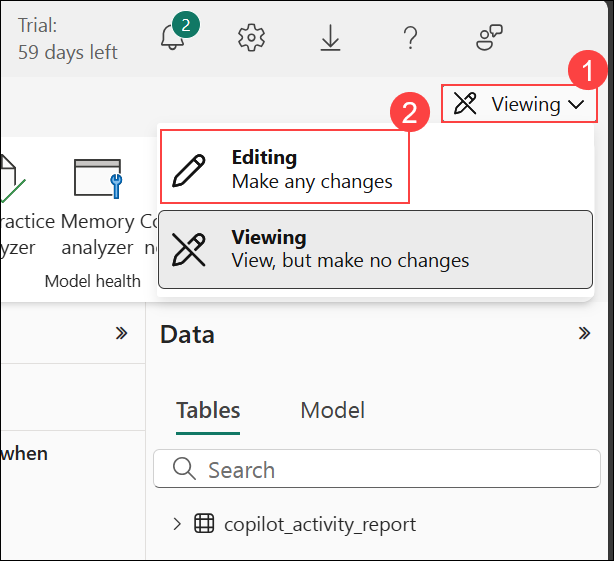 Trial:
59 days left
2
?
1
Viewing
2
Editing
Make any changes
Viewing
View, but make no changes
ractice
yzer
Memory
analyzer
Co
n
Model health
Data
Tables
Model
when
Search
copilot_activity_report